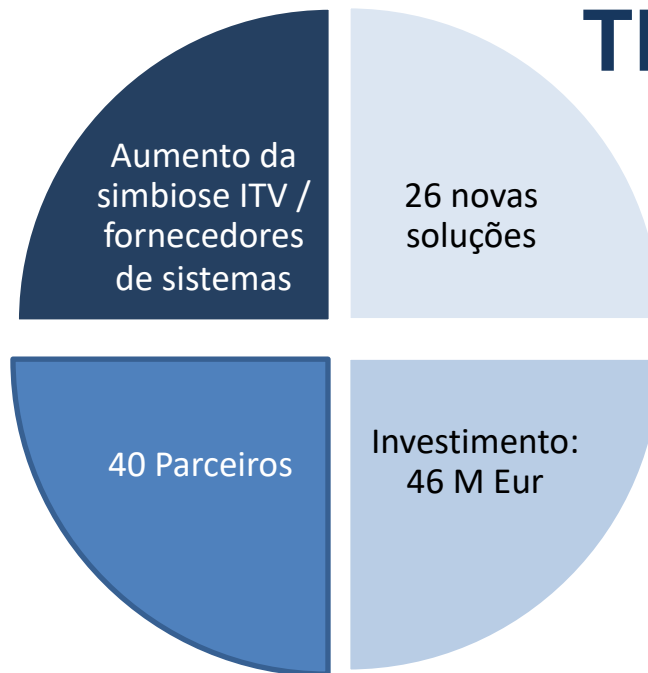 Aumento da
simbiose ITV /
fornecedores
de sistemas
26 novas
soluções
40 Parceiros
Investimento:
46 M Eur